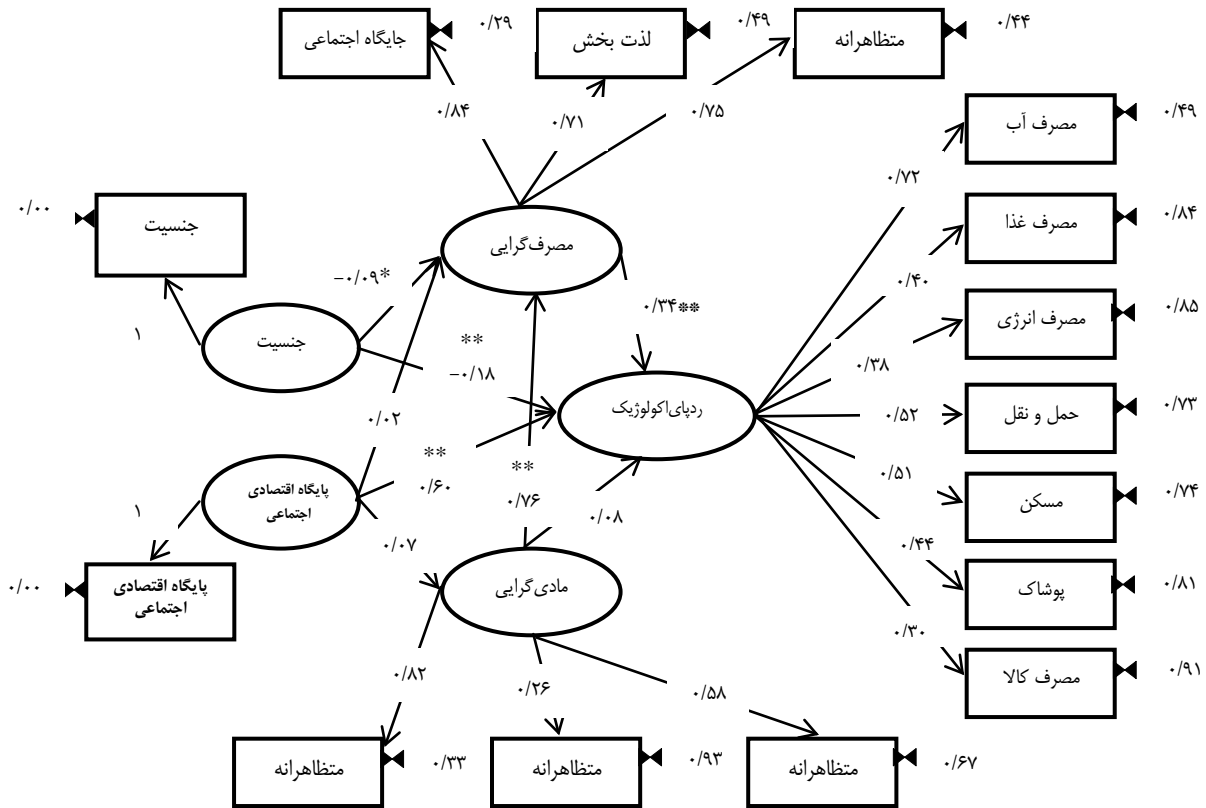 ۰/۲۹
۰/۴۹
۰/۴۴
جایگاه اجتماعی
لذت بخش
متظاهرانه
۰/۸۴
۰/۷۱
۰/۷۵
مصرف آب
۰/۴۹
۰/۷۲
۰/۰۰
جنسیت
مصرف‌گرایی
مصرف غذا
۰/۸۴
−۰/۰۹*
۰/۳۴**
۰/۴۰
مصرف انرژی
۰/۸۵
۱
جنسیت
**
−۰/۱۸
۰/۳۸
ردپای‌اکولوژیک
حمل و نقل
۰/۷۳
۰/۰۲
۰/۵۲
**
۰/۶۰
**
۰/۷۶
۰/۵۱
مسکن
۰/۷۴
پایگاه اقتصادی
اجتماعی
۱
۰/۰۷
۰/۰۸
۰/۴۴
پوشاک
۰/۸۱
۰/۰۰
پایگاه اقتصادی
اجتماعی
مادی‌گرایی
۰/۳۰
مصرف کالا
۰/۹۱
۰/۸۲
۰/۲۶
۰/۵۸
متظاهرانه
۰/۳۳
متظاهرانه
۰/۹۳
متظاهرانه
۰/۶۷